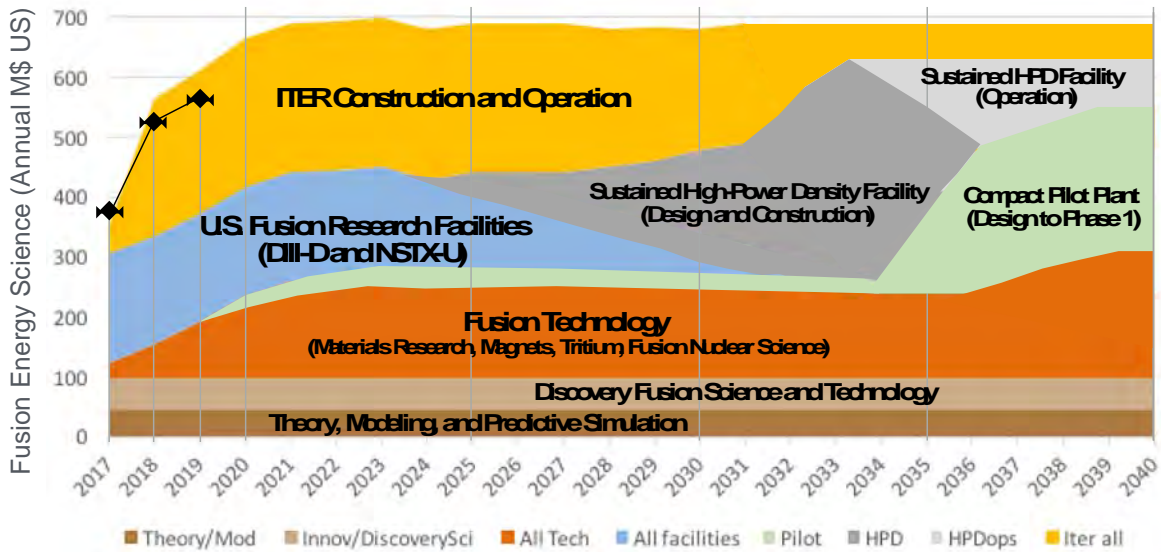 Fusion Energy Science (Annual M$ US)
700
600
500
400
300
200
100
0
ITER Construction and Operation
Sustained HPD Facility
(Operation)
Sustained High-Power Density Facility
(Design and Construction)
Compact Pilot Plant
(Design to Phase 1)
U.S. Fusion Research Facilities
(DIII-D and NSTX-U)
Fusion Technology
(Materials Research, Magnets, Tritium, Fusion Nuclear Science)
Discovery Fusion Science and Technology
Theory, Modeling, and Predictive Simulation
2017 2018 2019 2020 2021 2022 2023 2024 2025 2026 2027 2028 2029 2030 2031 2032 2033 2034 2035 2036 2037 2038 2039 2040
Theory/Mod Innov/DiscoverySci All Tech All facilities Pilot HPD HPDops Iter all